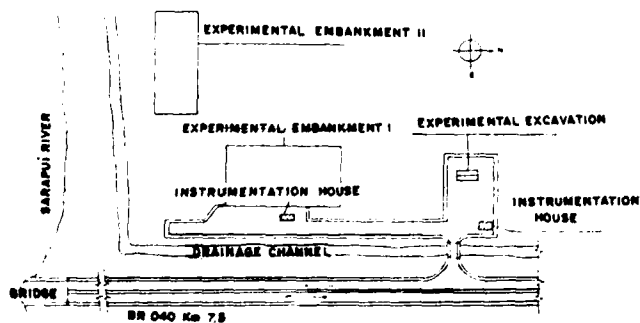 EXPERIMENTAL EMBANKMENT II
N
E
SARAPUÍ RIVER
EXPERIMENTAL EMBANKMENT I
EXPERIMENTAL EXCAVATION
INSTRUMENTATION HOUSE
INSTRUMENTATION
HOUSE
DRAINAGE CHANNEL
BRIDGE
BR 040 Km 7,5